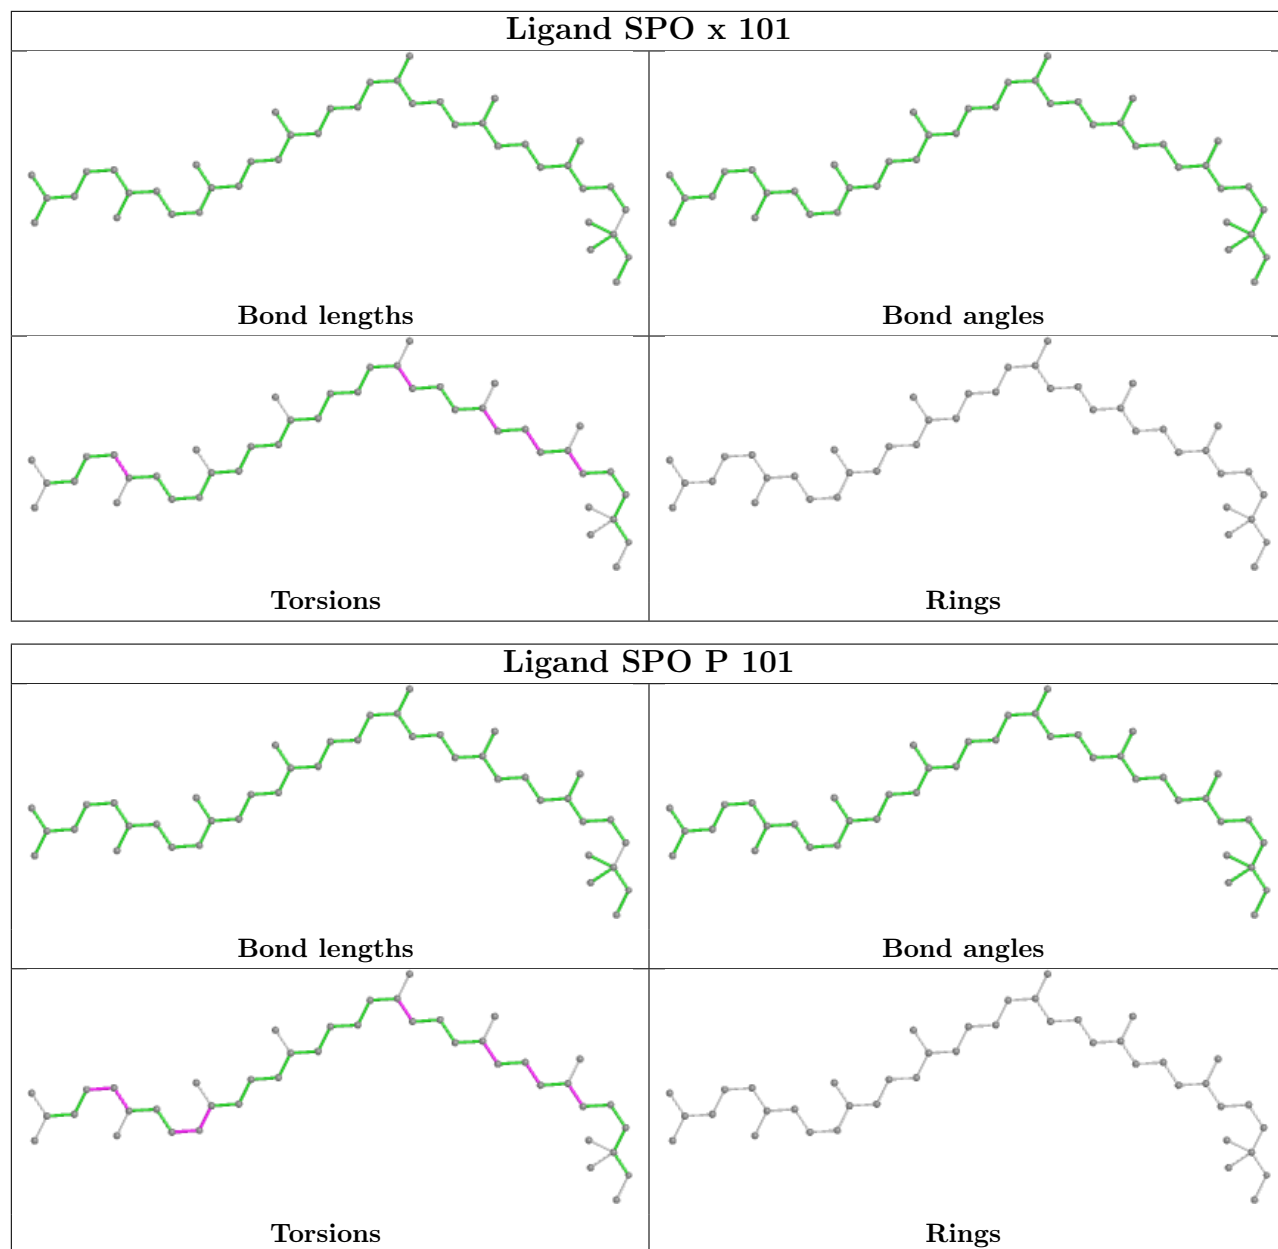 Ligand SPO x 101
Bond lengths
Bond angles
Torsions
Rings
Ligand SPO P 101
Bond lengths
Bond angles
Torsions
Rings